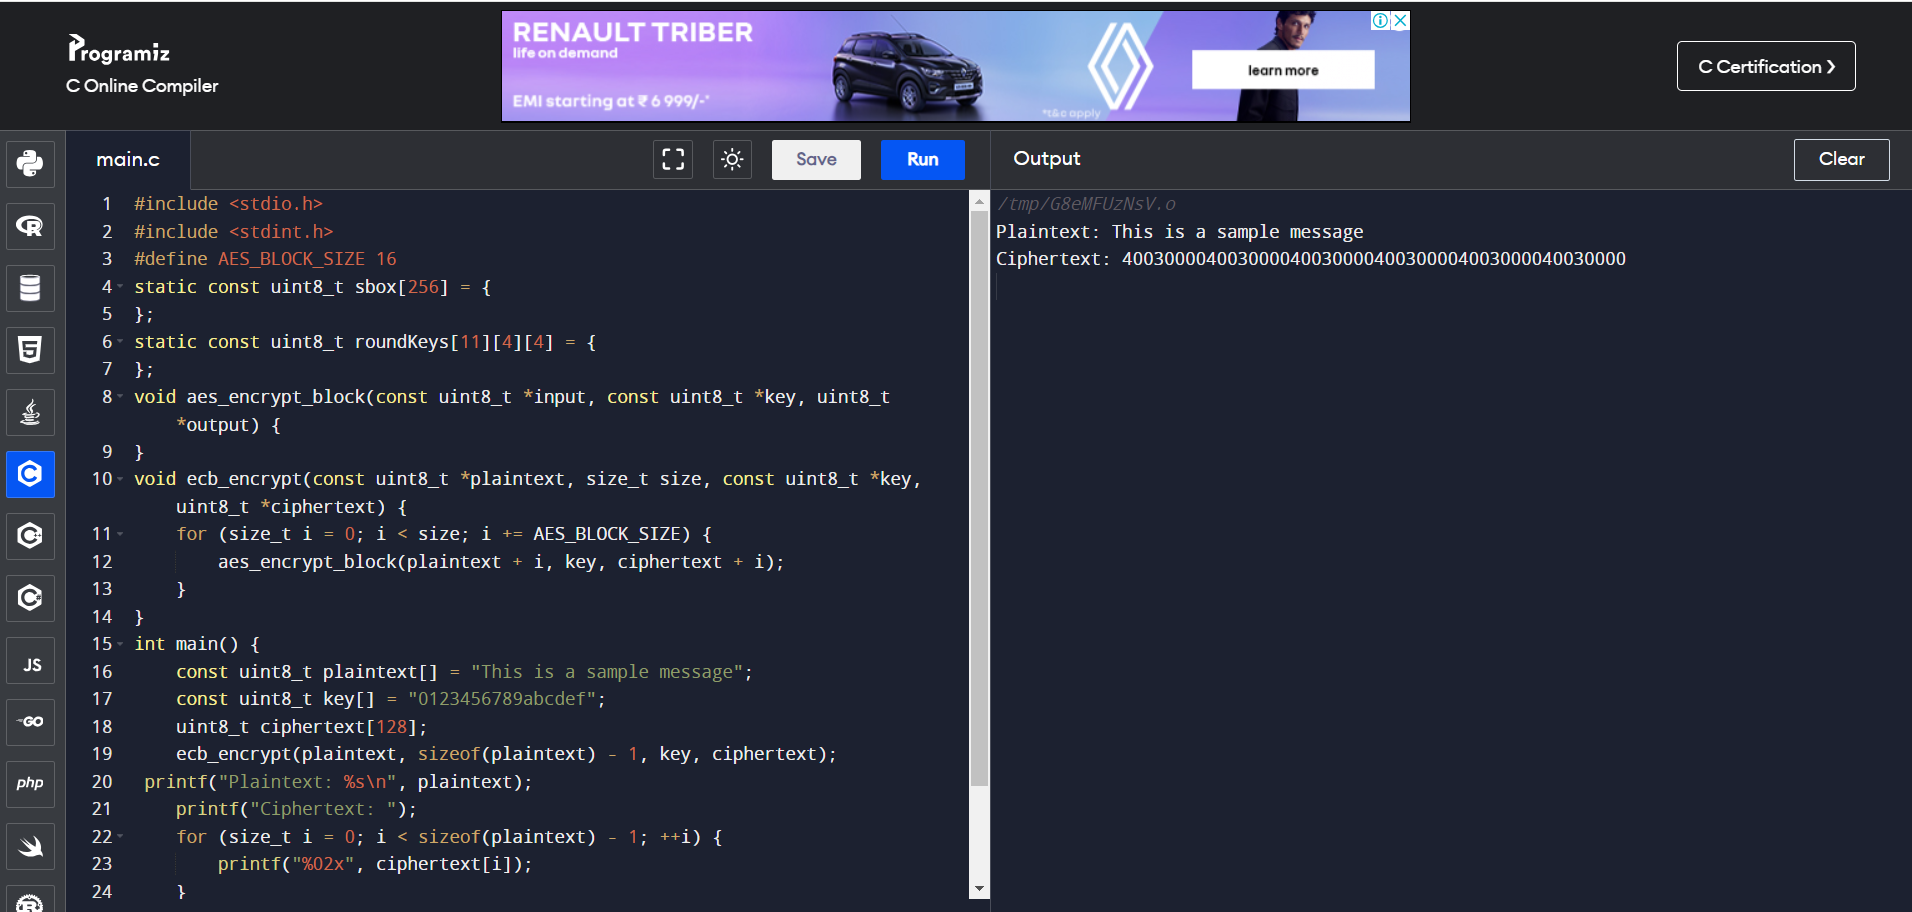 RENAULT TRIBER
life on demand
EMI starting at ₹ 6 999/-*
*t&c apply
learn more
Programiz
C Online Compiler
C Certification ❯
main.c
Save
Run
Output
Clear
1 #include <stdio.h>
2 #include <stdint.h>
3 #define AES_BLOCK_SIZE 16
4 static const uint8_t sbox[256] = {
5 };
6 static const uint8_t roundKeys[11][4][4] = {
7 };
8 void aes_encrypt_block(const uint8_t *input, const uint8_t *key, uint8_t
*output) {
9 }
10 void ecb_encrypt(const uint8_t *plaintext, size_t size, const uint8_t *key,
uint8_t *ciphertext) {
11 for (size_t i = 0; i < size; i += AES_BLOCK_SIZE) {
12 aes_encrypt_block(plaintext + i, key, ciphertext + i);
13 }
14 }
15 int main() {
16 const uint8_t plaintext[] = "This is a sample message";
17 const uint8_t key[] = "0123456789abcdef";
18 uint8_t ciphertext[128];
19 ecb_encrypt(plaintext, sizeof(plaintext) - 1, key, ciphertext);
20 printf("Plaintext: %s\n", plaintext);
21 printf("Ciphertext: ");
22 for (size_t i = 0; i < sizeof(plaintext) - 1; ++i) {
23 printf("%02x", ciphertext[i]);
24 }
/tmp/G8eMFUzNsV.o
Plaintext: This is a sample message
Ciphertext: 400300004003000040030000400300004003000040030000
R
5
C
C
C
JS
GO
php
R